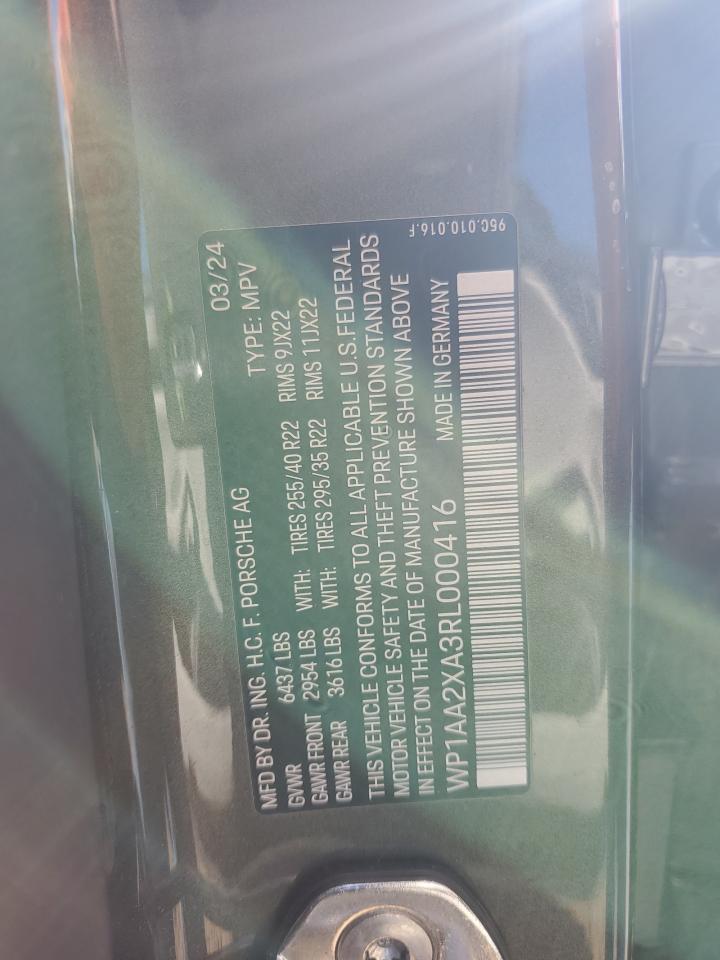 MFD BY DR. ING. H.C. F. PORSCHE AG 03/24
TYPE: MPV
GVWR 6437 LBS
GAWR FRONT 2954 LBS WITH: TIRES 255/40 R22 RIMS 9JX22
GAWR REAR 3616 LBS WITH: TIRES 295/35 R22 RIMS 11JX22
THIS VEHICLE CONFORMS TO ALL APPLICABLE U.S.FEDERAL
MOTOR VEHICLE SAFETY AND THEFT PREVENTION STANDARDS
IN EFFECT ON THE DATE OF MANUFACTURE SHOWN ABOVE
WP1AA2XA3RL000416 MADE IN GERMANY
95C.010.016.F